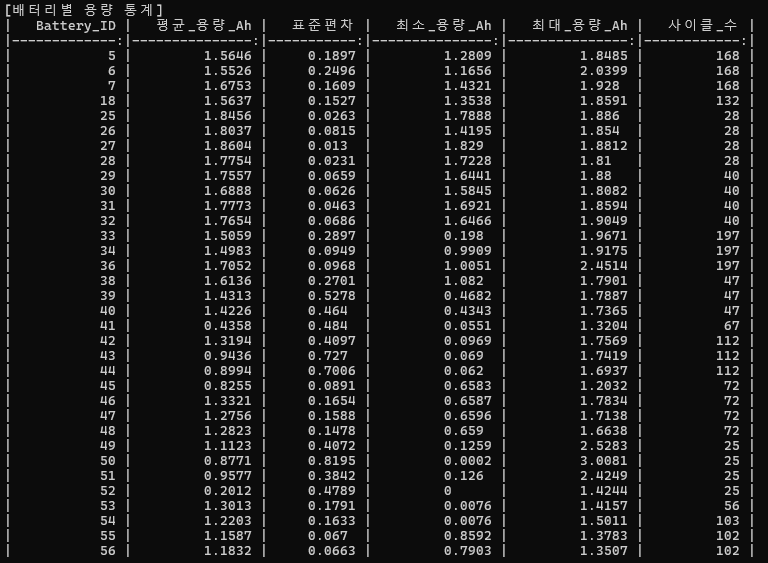 [배터리별 용량 통계]
|   Battery_ID |   평균_용량_Ah |   표준편차 |   최소_용량_Ah |   최대_용량_Ah |   사이클_수 |
|-------------:|---------------:|-----------:|---------------:|---------------:|------------:|
|            5 |         1.5646 |     0.1897 |         1.2809 |         1.8485 |         168 |
|            6 |         1.5526 |     0.2496 |         1.1656 |         2.0399 |         168 |
|            7 |         1.6753 |     0.1609 |         1.4321 |         1.928  |         168 |
|           18 |         1.5637 |     0.1527 |         1.3538 |         1.8591 |         132 |
|           25 |         1.8456 |     0.0263 |         1.7888 |         1.886  |          28 |
|           26 |         1.8037 |     0.0815 |         1.4195 |         1.854  |          28 |
|           27 |         1.8604 |     0.013  |         1.829  |         1.8812 |          28 |
|           28 |         1.7754 |     0.0231 |         1.7228 |         1.81   |          28 |
|           29 |         1.7557 |     0.0659 |         1.6441 |         1.88   |          40 |
|           30 |         1.6888 |     0.0626 |         1.5845 |         1.8082 |          40 |
|           31 |         1.7773 |     0.0463 |         1.6921 |         1.8594 |          40 |
|           32 |         1.7654 |     0.0686 |         1.6466 |         1.9049 |          40 |
|           33 |         1.5059 |     0.2897 |         0.198  |         1.9671 |         197 |
|           34 |         1.4983 |     0.0949 |         0.9909 |         1.9175 |         197 |
|           36 |         1.7052 |     0.0968 |         1.0051 |         2.4514 |         197 |
|           38 |         1.6136 |     0.2701 |         1.082  |         1.7901 |          47 |
|           39 |         1.4313 |     0.5278 |         0.4682 |         1.7887 |          47 |
|           40 |         1.4226 |     0.464  |         0.4343 |         1.7365 |          47 |
|           41 |         0.4358 |     0.484  |         0.0551 |         1.3204 |          67 |
|           42 |         1.3194 |     0.4097 |         0.0969 |         1.7569 |         112 |
|           43 |         0.9436 |     0.727  |         0.069  |         1.7419 |         112 |
|           44 |         0.8994 |     0.7006 |         0.062  |         1.6937 |         112 |
|           45 |         0.8255 |     0.0891 |         0.6583 |         1.2032 |          72 |
|           46 |         1.3321 |     0.1654 |         0.6587 |         1.7834 |          72 |
|           47 |         1.2756 |     0.1588 |         0.6596 |         1.7138 |          72 |
|           48 |         1.2823 |     0.1478 |         0.659  |         1.6638 |          72 |
|           49 |         1.1123 |     0.4072 |         0.1259 |         2.5283 |          25 |
|           50 |         0.8771 |     0.8195 |         0.0002 |         3.0081 |          25 |
|           51 |         0.9577 |     0.3842 |         0.126  |         2.4249 |          25 |
|           52 |         0.2012 |     0.4789 |         0      |         1.4244 |          25 |
|           53 |         1.3013 |     0.1791 |         0.0076 |         1.4157 |          56 |
|           54 |         1.2203 |     0.1633 |         0.0076 |         1.5011 |         103 |
|           55 |         1.1587 |     0.067  |         0.8592 |         1.3783 |         102 |
|           56 |         1.1832 |     0.0663 |         0.7903 |         1.3507 |         102 |